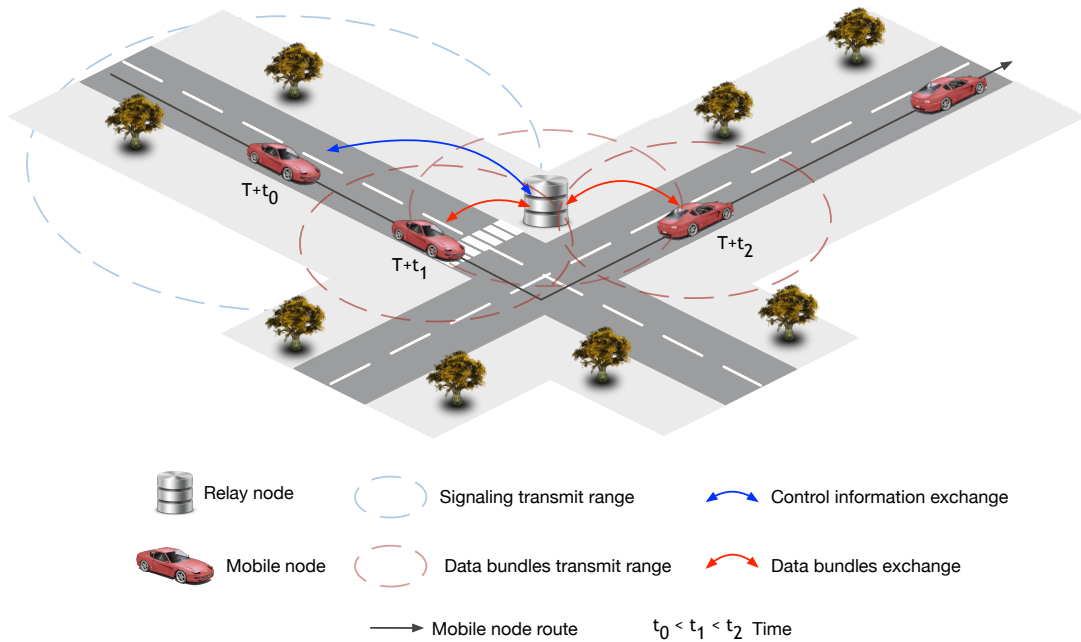 T+t0
T+t1
T+t2
Relay node
Signaling transmit range
Control information exchange
Mobile node
Data bundles transmit range
Data bundles exchange
Mobile node route
t0 < t1 < t2 Time